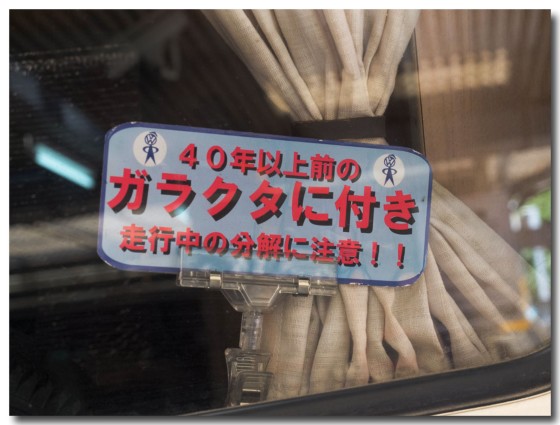 ４０年以上前の
ガラクタに付き
走行中の分解に注意！！